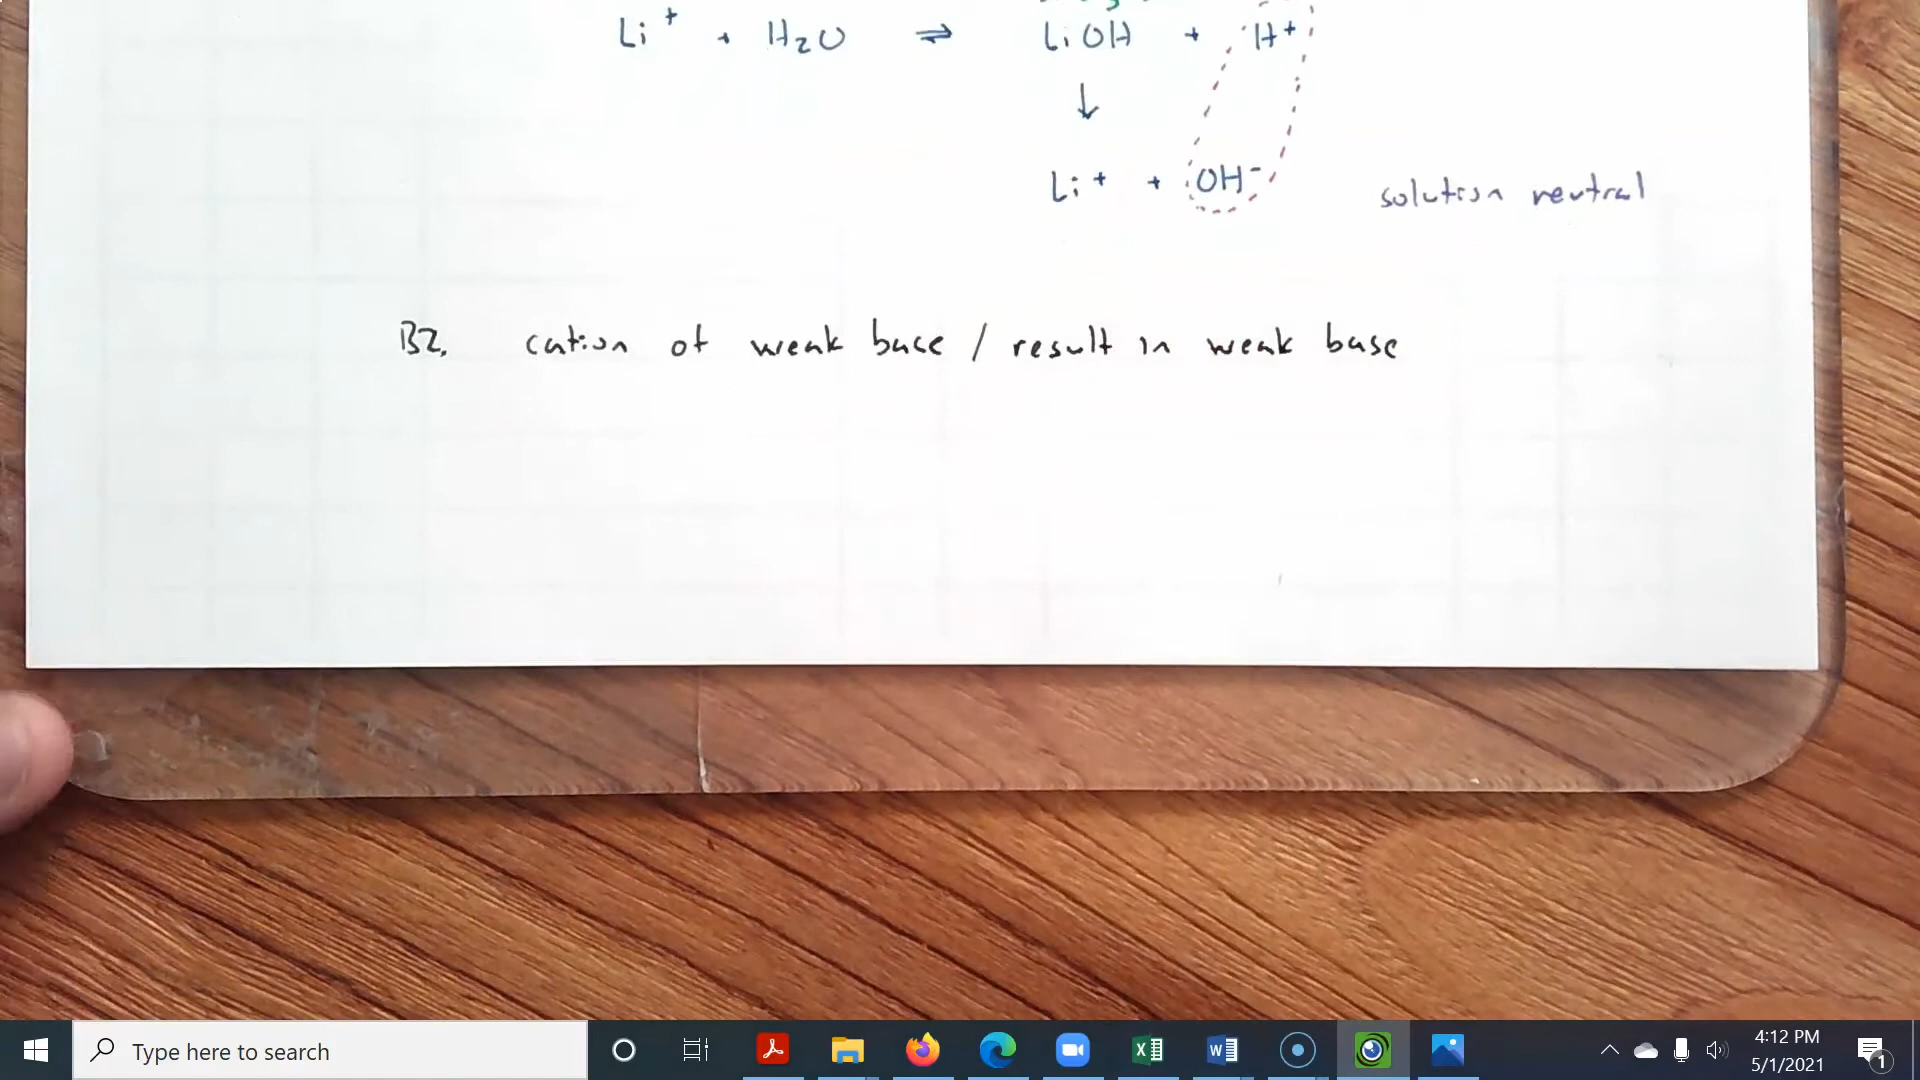 Li⁺ + H₂O ⇌ LiOH + H⁺
↓
Li⁺ + OH⁻ solution neutral
B2. cation of weak base / result in weak base
Type here to search
4:12 PM
5/1/2021
1